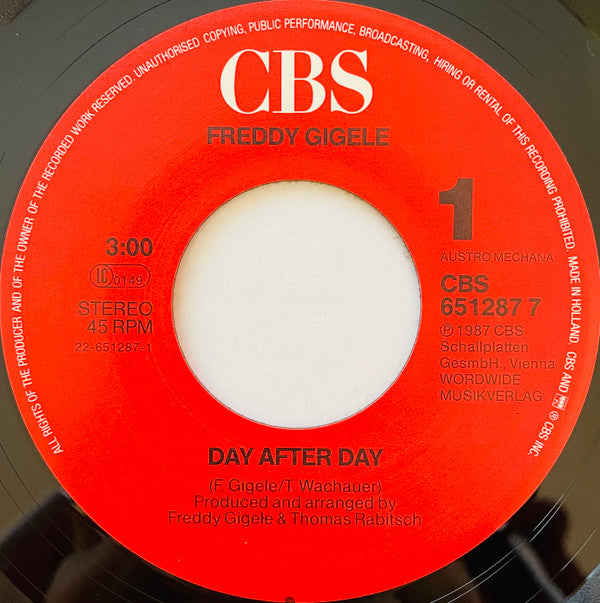 ALL RIGHTS OF THE PRODUCER AND OF THE OWNER OF THE RECORDED WORK RESERVED. UNAUTHORISED COPYING, PUBLIC PERFORMANCE, BROADCASTING, HIRING OR RENTAL OF THIS RECORDING PROHIBITED. MADE IN HOLLAND. CBS AND ® CBS INC.
CBS
FREDDY GIGELE
1
3:00
AUSTRO MECHANA
LC 0149
CBS
651287 7
STEREO
45 RPM
℗ 1987 CBS
Schallplatten
GesmbH., Vienna
WORDWIDE
MUSIKVERLAG
22-651287-1
DAY AFTER DAY
(F. Gigele/T. Wachauer)
Produced and arranged by
Freddy Gigele & Thomas Rabitsch